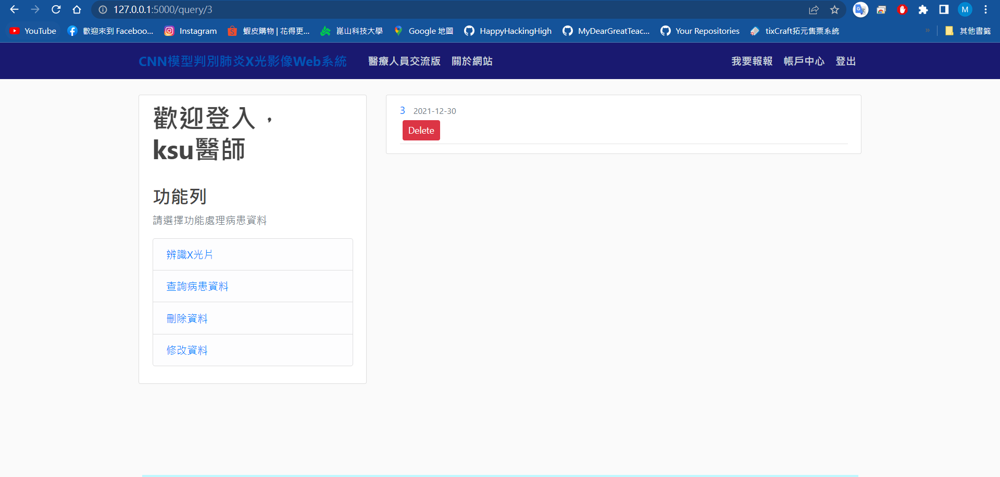 127.0.0.1:5000/query/3
M
YouTube
歡迎來到 Faceboo...
Instagram
蝦皮購物 | 花得更...
崑山科技大學
Google 地圖
HappyHackingHigh
MyDearGreatTeac...
Your Repositories
tixCraft拓元售票系統
»
其他書籤
CNN模型判別肺炎X光影像Web系統
醫療人員交流版
關於網站
我要報報
帳戶中心
登出
歡迎登入，
ksu醫師
功能列
請選擇功能處理病患資料
辨識X光片
查詢病患資料
刪除資料
修改資料
3 2021-12-30
Delete